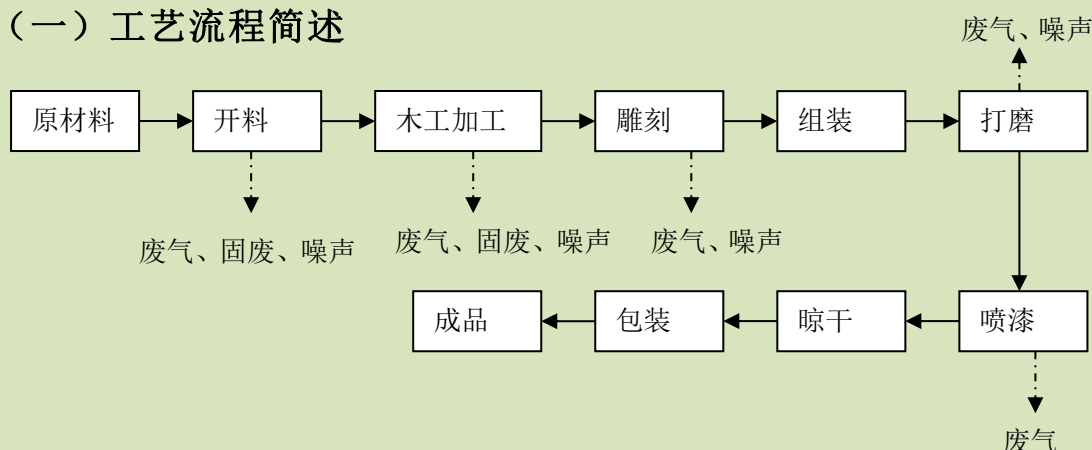 （一）工艺流程简述
废气、噪声
原材料
开料
木工加工
雕刻
组装
打磨
废气、固废、噪声
废气、固废、噪声
废气、噪声
成品
包装
晾干
喷漆
废气